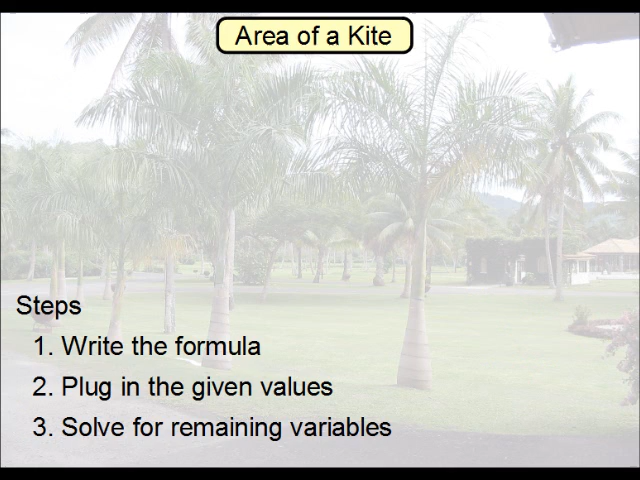 Area of a Kite
Steps
1. Write the formula
2. Plug in the given values
3. Solve for remaining variables